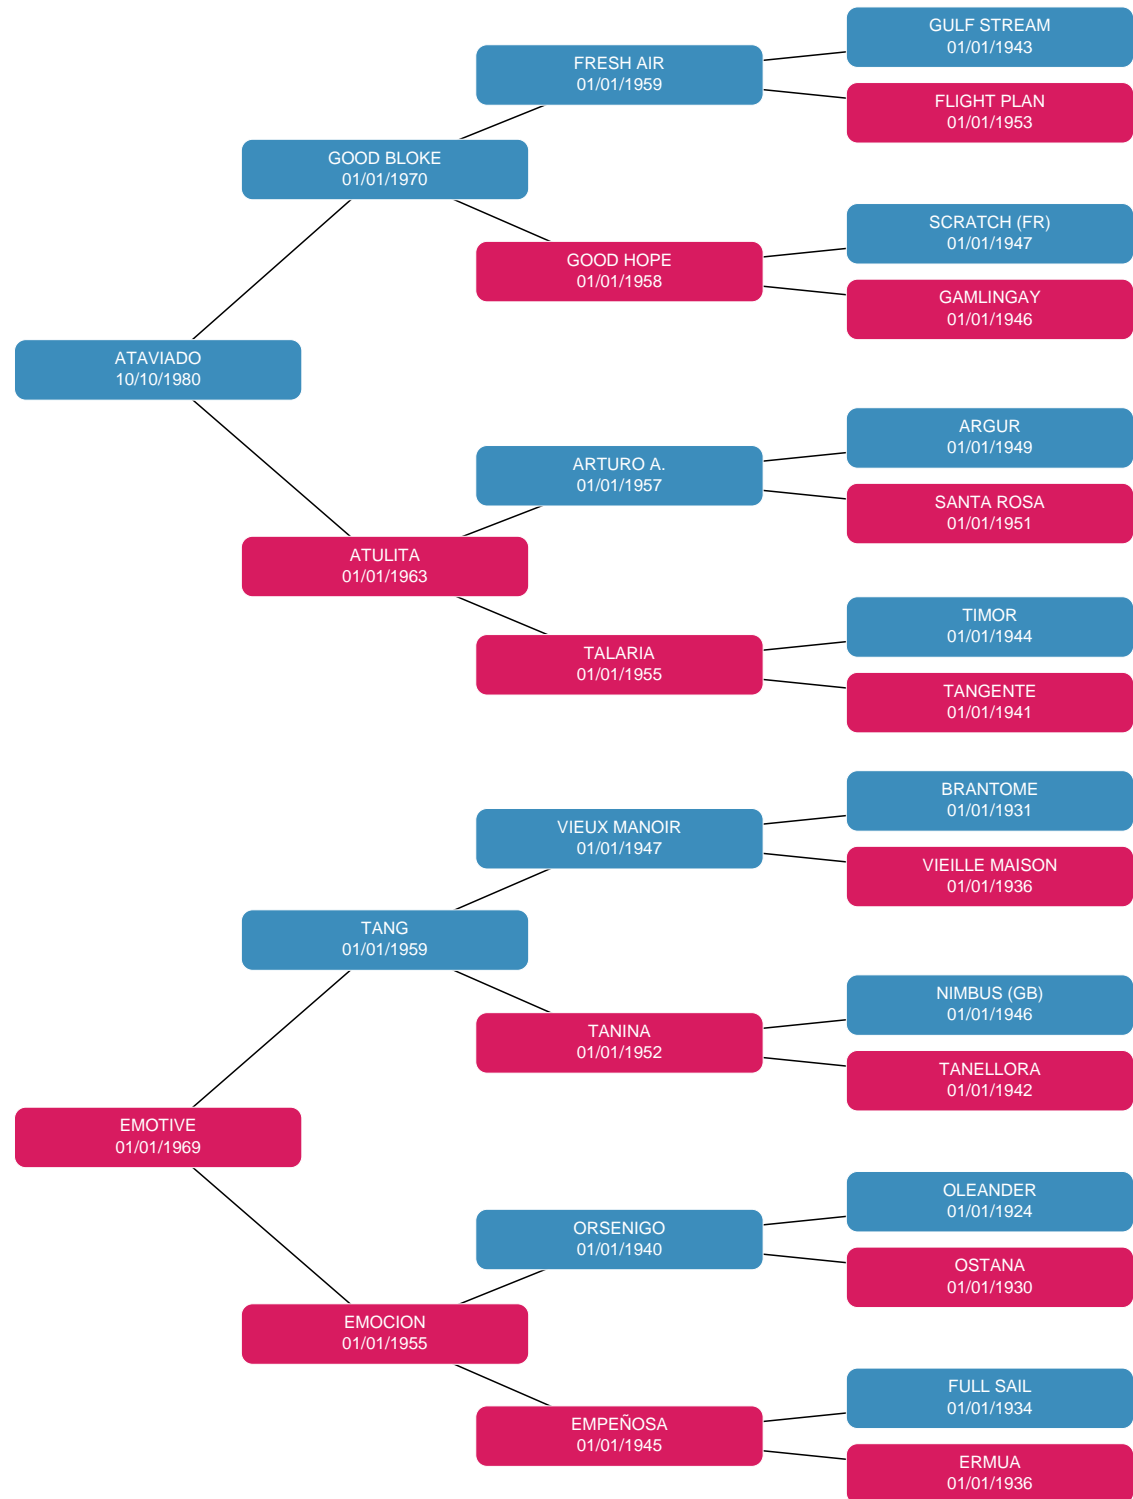 GULF STREAM
01/01/1943
FRESH AIR
01/01/1959
FLIGHT PLAN
01/01/1953
GOOD BLOKE
01/01/1970
SCRATCH (FR)
01/01/1947
GOOD HOPE
01/01/1958
GAMLINGAY
01/01/1946
ATAVIADO
10/10/1980
ARGUR
01/01/1949
ARTURO A.
01/01/1957
SANTA ROSA
01/01/1951
ATULITA
01/01/1963
TIMOR
01/01/1944
TALARIA
01/01/1955
TANGENTE
01/01/1941
BRANTOME
01/01/1931
VIEUX MANOIR
01/01/1947
VIEILLE MAISON
01/01/1936
TANG
01/01/1959
NIMBUS (GB)
01/01/1946
TANINA
01/01/1952
TANELLORA
01/01/1942
EMOTIVE
01/01/1969
OLEANDER
01/01/1924
ORSENIGO
01/01/1940
OSTANA
01/01/1930
EMOCION
01/01/1955
FULL SAIL
01/01/1934
EMPEÑOSA
01/01/1945
ERMUA
01/01/1936